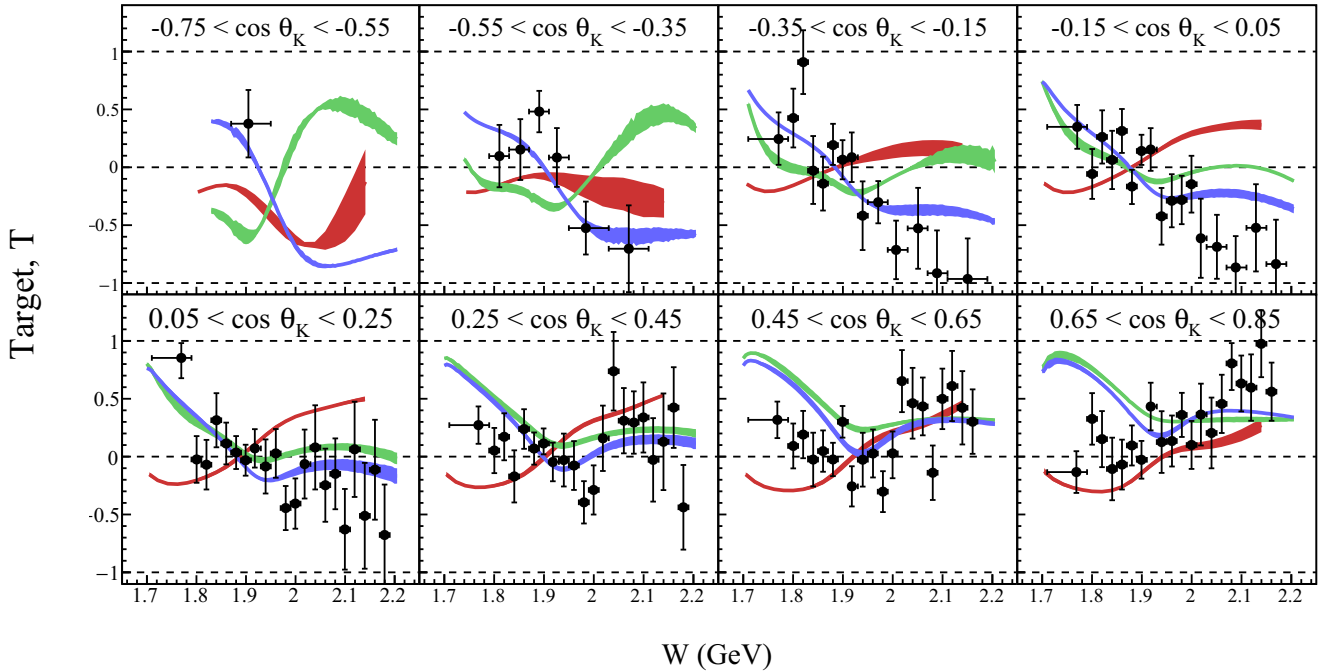 -0.75 < cos θK < -0.55
-0.55 < cos θK < -0.35
-0.35 < cos θK < -0.15
-0.15 < cos θK < 0.05
1
0.5
0
-0.5
-1
Target, T
0.05 < cos θK < 0.25
0.25 < cos θK < 0.45
0.45 < cos θK < 0.65
0.65 < cos θK < 0.85
1
0.5
0
-0.5
-1
1.7 1.8 1.9 2 2.1 2.2
1.7 1.8 1.9 2 2.1 2.2
1.7 1.8 1.9 2 2.1 2.2
1.7 1.8 1.9 2 2.1 2.2
W (GeV)